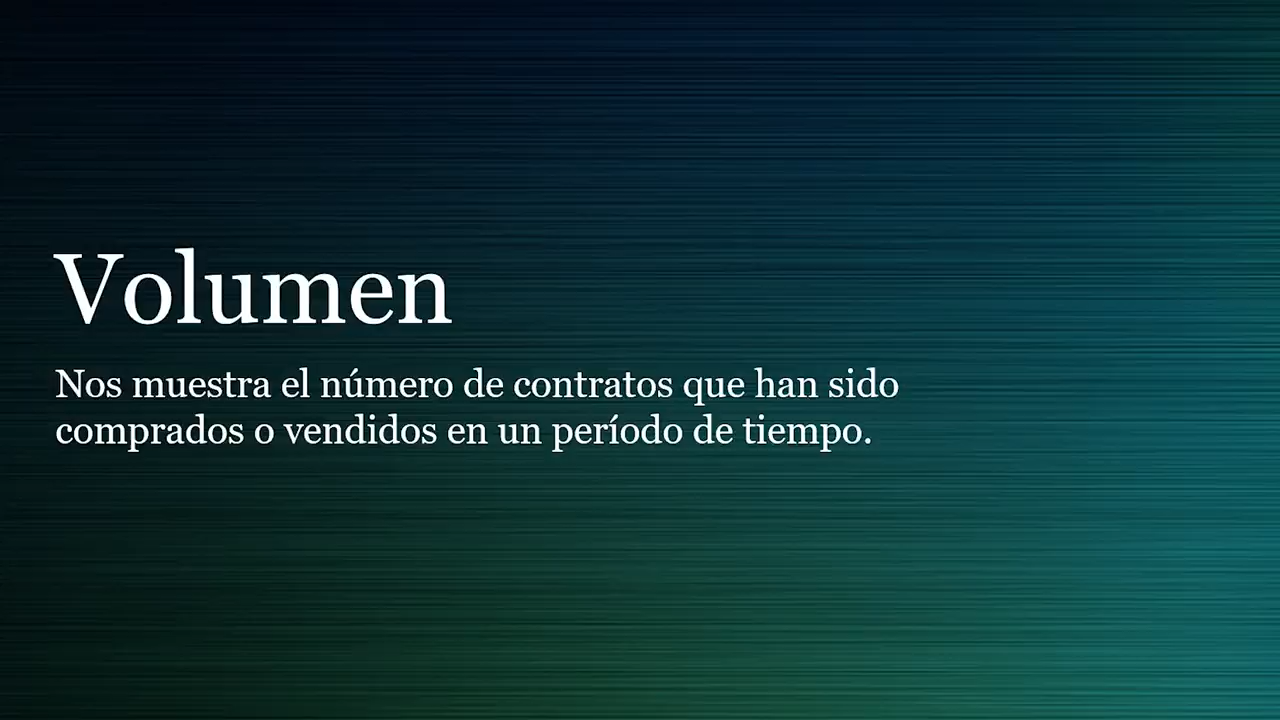 Volumen
Nos muestra el número de contratos que han sido
comprados o vendidos en un período de tiempo.